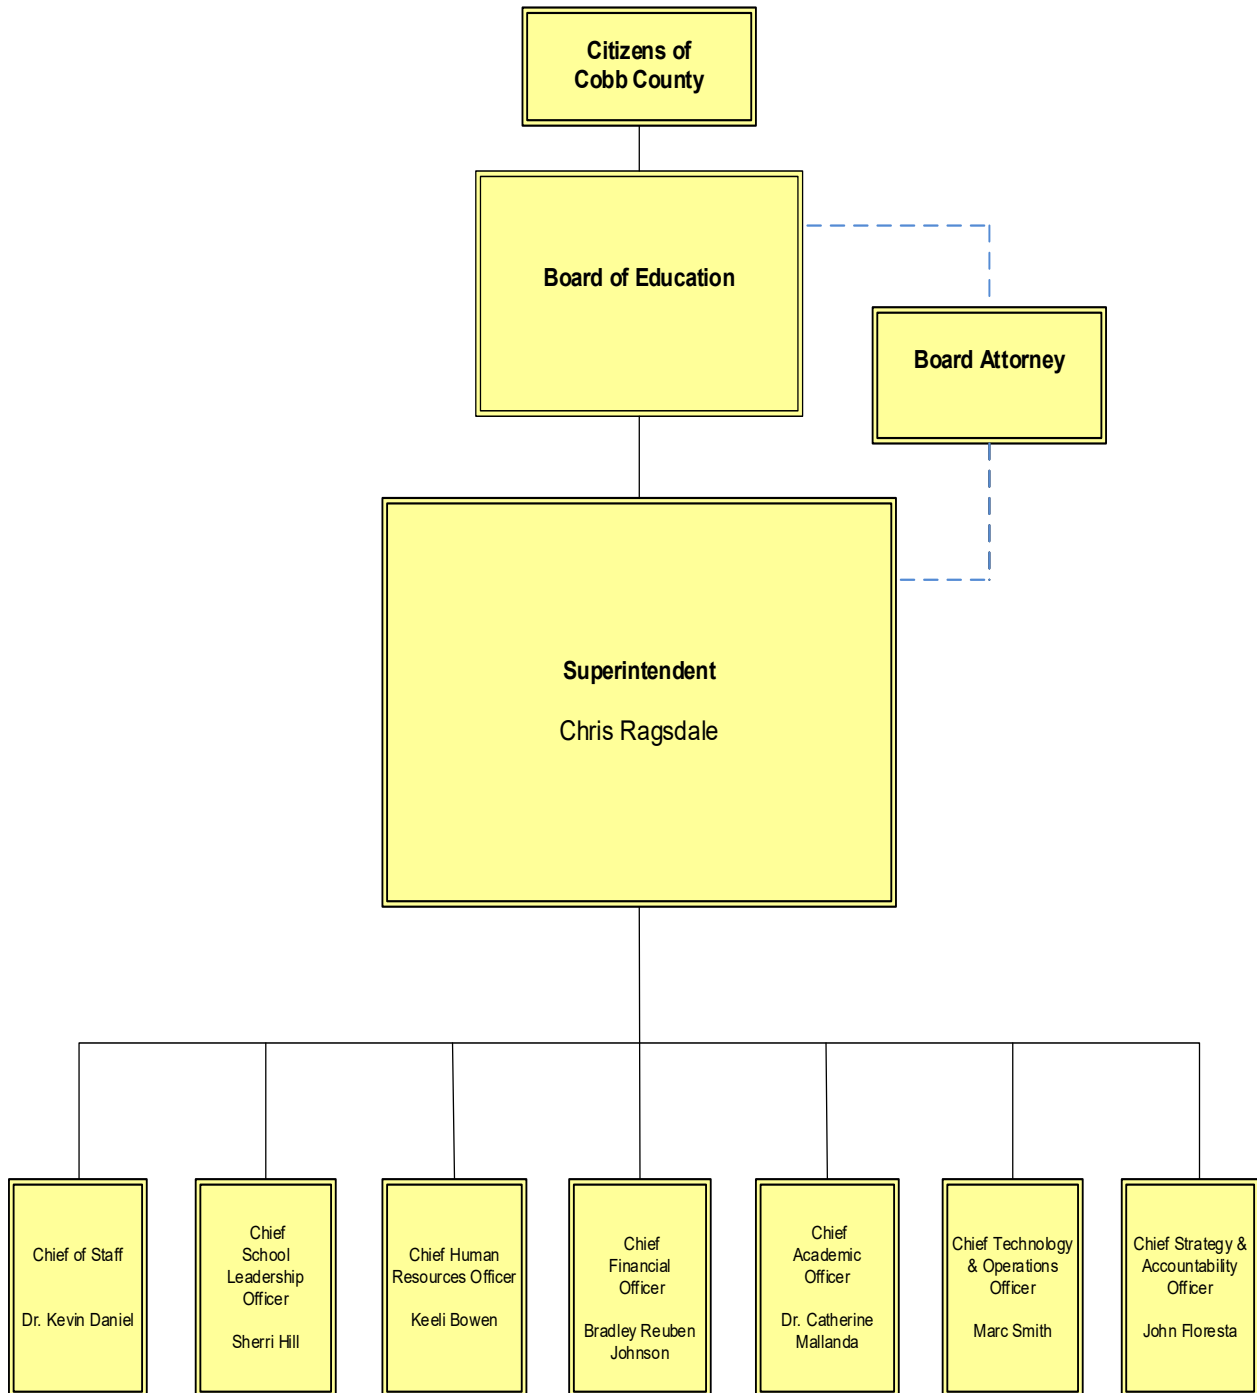 Citizens of
Cobb County
Board of Education
Board Attorney
Superintendent
Chris Ragsdale
Chief of Staff
Dr. Kevin Daniel
Chief
School
Leadership
Officer
Sherri Hill
Chief Human
Resources Officer
Keeli Bowen
Chief
Financial
Officer
Bradley Reuben
Johnson
Chief
Academic
Officer
Dr. Catherine
Mallanda
Chief Technology
& Operations
Officer
Marc Smith
Chief Strategy &
Accountability
Officer
John Floresta